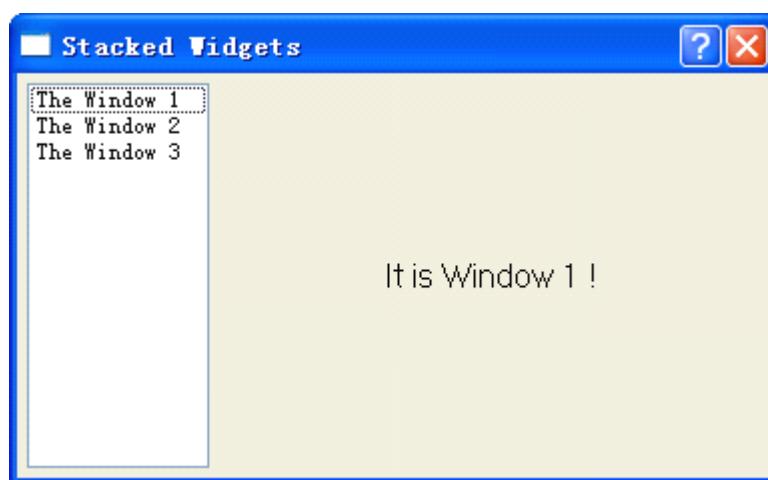 Stacked Widgets
The Window 1
The Window 2
The Window 3
It is Window 1 !